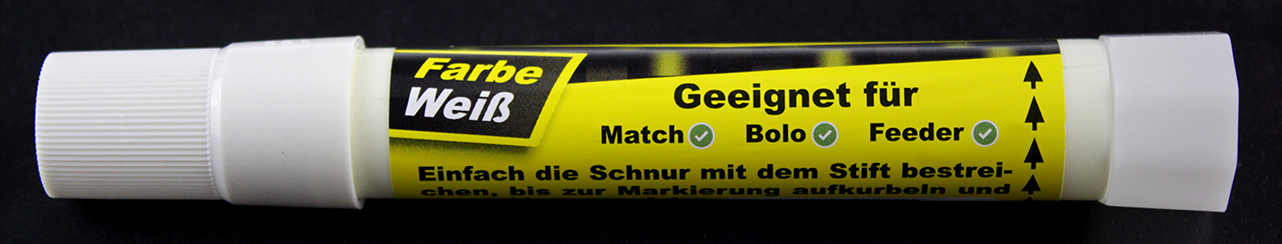 Farbe
Weiß
Geeignet für
Match Bolo Feeder
Einfach die Schnur mit dem Stift bestrei-
chen, bis zur Markierung aufkurbeln und